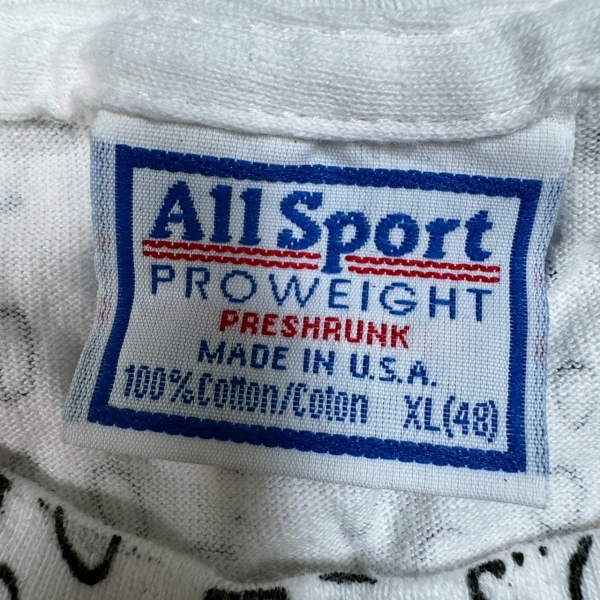 All Sport
PROWEIGHT
PRESHRUNK
MADE IN U.S.A.
100% Cotton/Coton XL(48)